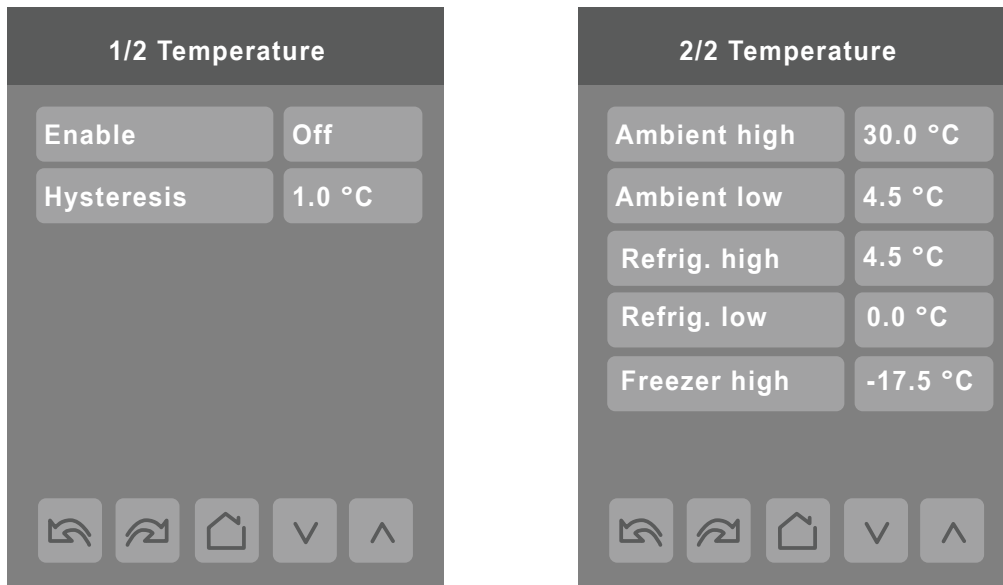 1/2 Temperature
Enable Off
Hysteresis 1.0 °C
2/2 Temperature
Ambient high 30.0 °C
Ambient low 4.5 °C
Refrig. high 4.5 °C
Refrig. low 0.0 °C
Freezer high -17.5 °C